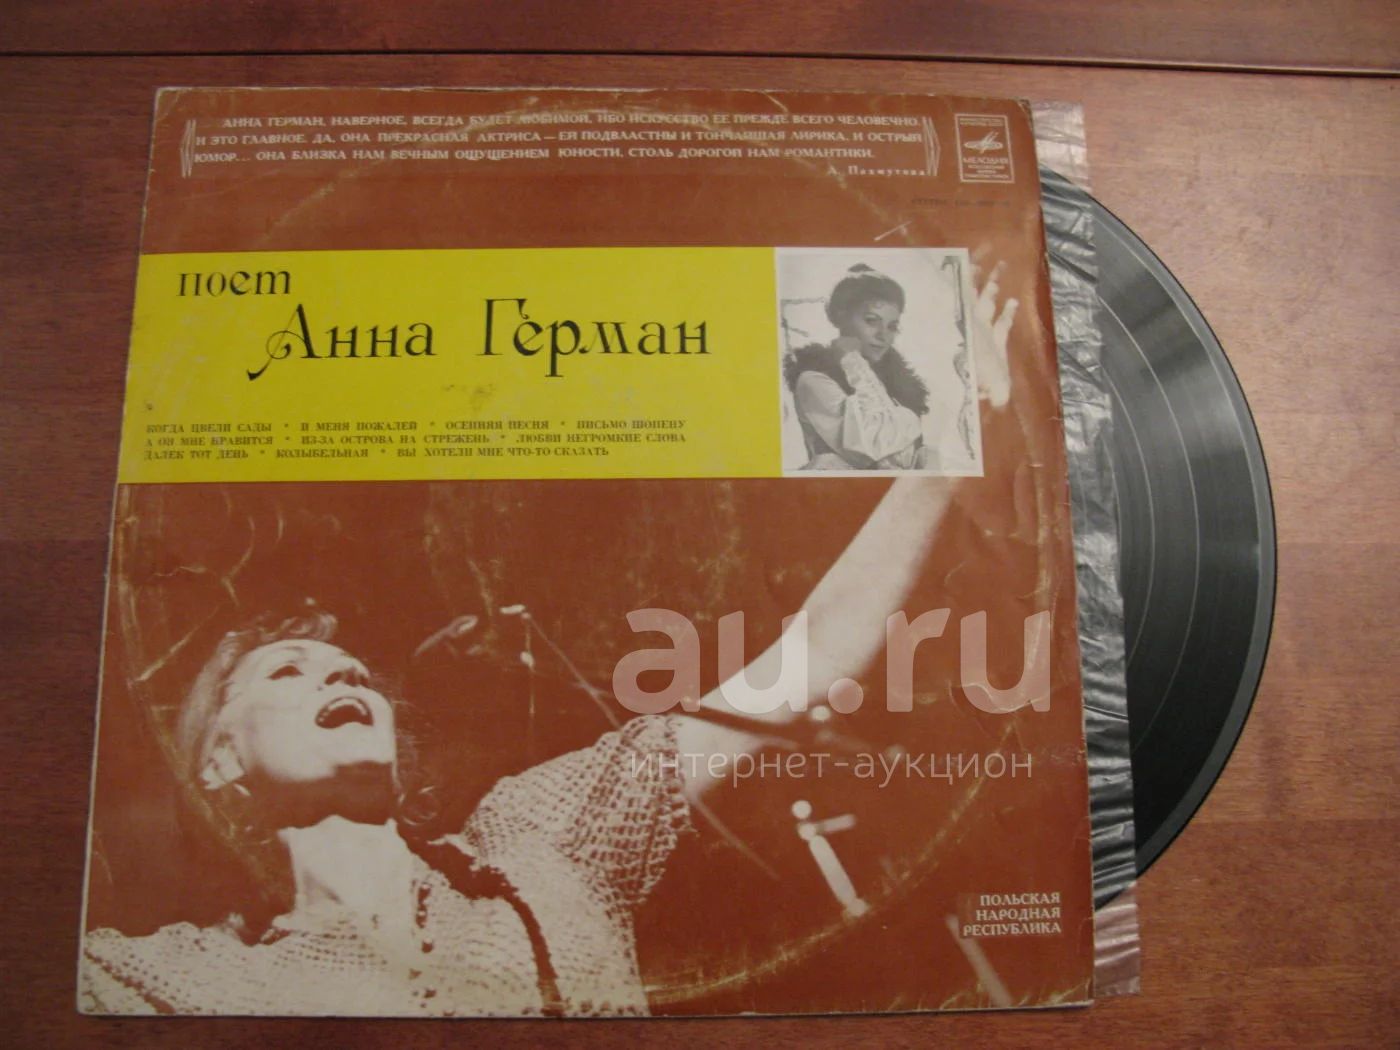 ... АННА ГЕРМАН, НАВЕРНОЕ, ВСЕГДА БУДЕТ ЛЮБИМОЙ, ИБО ИСКУССТВО ЕЕ ПРЕЖДЕ ВСЕГО ЧЕЛОВЕЧНО.
И ЭТО ГЛАВНОЕ. ДА, ОНА ПРЕКРАСНАЯ АКТРИСА — ЕЙ ПОДВЛАСТНЫ И ТОНЧАЙШАЯ ЛИРИКА, И ОСТРЫЙ
ЮМОР... ОНА БЛИЗКА НАМ ВЕЧНЫМ ОЩУЩЕНИЕМ ЮНОСТИ, СТОЛЬ ДОРОГОЙ НАМ РОМАНТИКИ.
А. Пахмутова
МЕЛОДИЯ
СТЕРЕО
поет
Анна Герман
КОГДА ЦВЕЛИ САДЫ * И МЕНЯ ПОЖАЛЕЙ * ОСЕННЯЯ ПЕСНЯ * ПИСЬМО ШОПЕНУ
А ОН МНЕ НРАВИТСЯ * ИЗ-ЗА ОСТРОВА НА СТРЕЖЕНЬ * ЛЮБВИ НЕГРОМКИЕ СЛОВА
ДАЛЕК ТОТ ДЕНЬ * КОЛЫБЕЛЬНАЯ * ВЫ ХОТЕЛИ МНЕ ЧТО-ТО СКАЗАТЬ
au.ru
интернет-аукцион
ПОЛЬСКАЯ
НАРОДНАЯ
РЕСПУБЛИКА